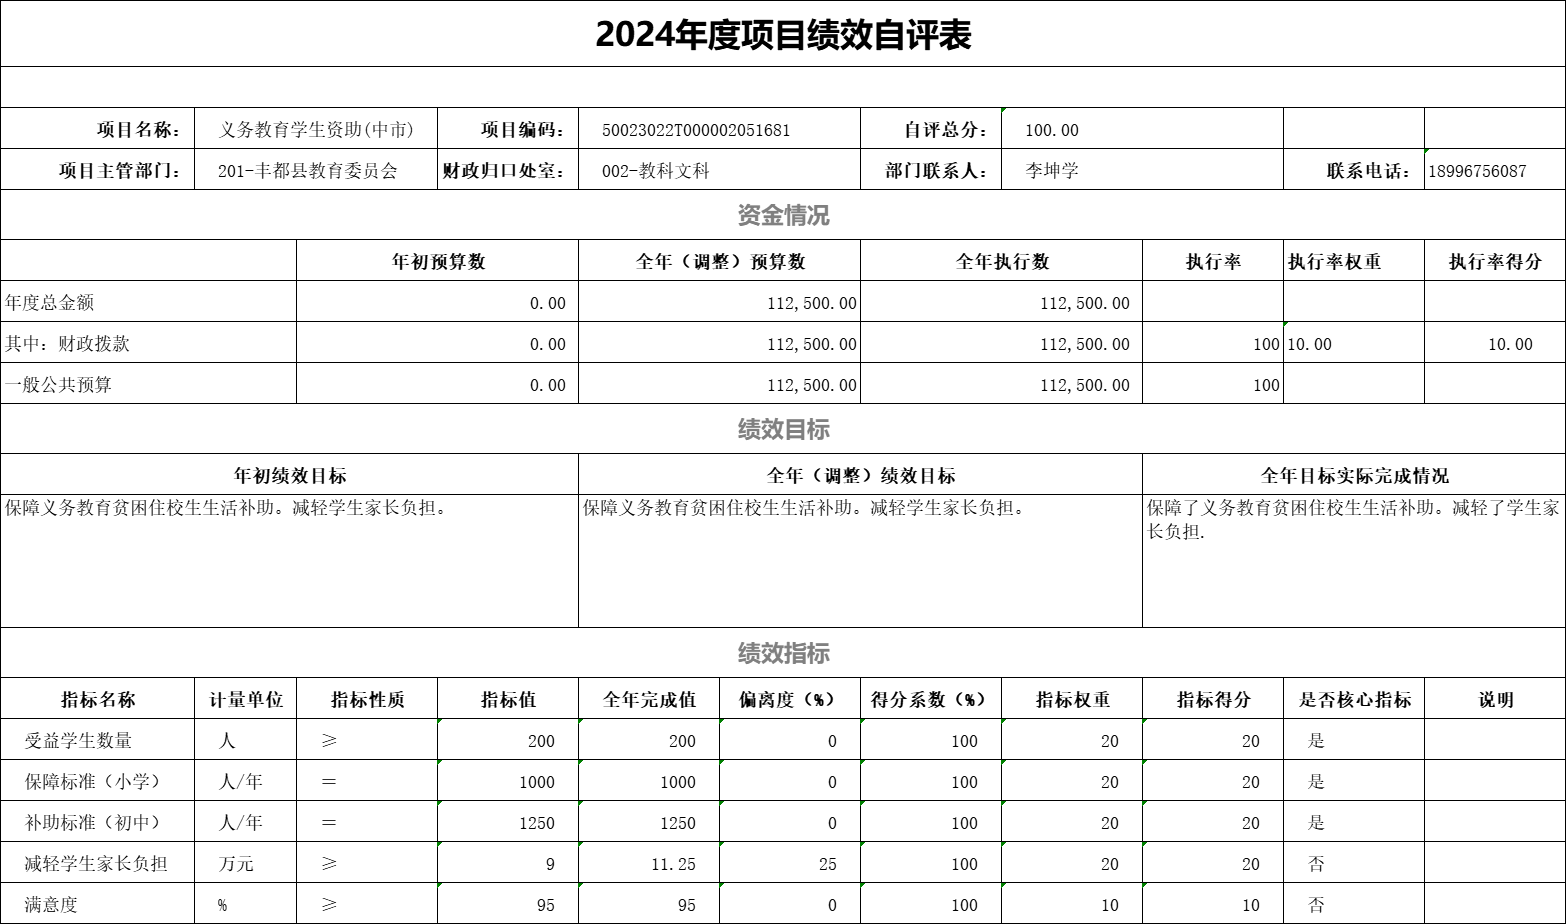 2024年度项目绩效自评表
项目名称： 义务教育学生资助(中市) 项目编码： 50023022T000002051681 自评总分： 100.00
项目主管部门： 201-丰都县教育委员会 财政归口处室： 002-教科文科 部门联系人： 李坤学 联系电话： 18996756087
资金情况
年初预算数 全年（调整）预算数 全年执行数 执行率 执行率权重 执行率得分
年度总金额 0.00 112,500.00 112,500.00
其中：财政拨款 0.00 112,500.00 112,500.00 100 10.00 10.00
一般公共预算 0.00 112,500.00 112,500.00 100
绩效目标
年初绩效目标 全年（调整）绩效目标 全年目标实际完成情况
保障义务教育贫困住校生生活补助。减轻学生家长负担。 保障义务教育贫困住校生生活补助。减轻学生家长负担。 保障了义务教育贫困住校生生活补助。减轻了学生家
长负担.
绩效指标
指标名称 计量单位 指标性质 指标值 全年完成值 偏离度（%） 得分系数（%） 指标权重 指标得分 是否核心指标 说明
受益学生数量 人 ≥ 200 200 0 100 20 20 是
保障标准（小学） 人/年 ＝ 1000 1000 0 100 20 20 是
补助标准（初中） 人/年 ＝ 1250 1250 0 100 20 20 是
减轻学生家长负担 万元 ≥ 9 11.25 25 100 20 20 否
满意度 % ≥ 95 95 0 100 10 10 否